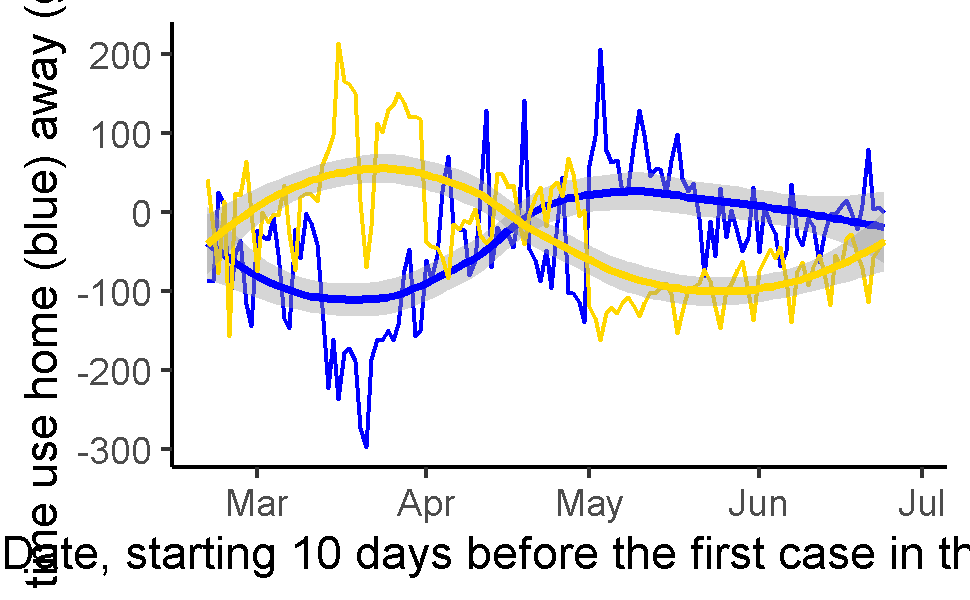 time use home (blue) away (
200
100
0
-100
-200
-300
Mar Apr May Jun Jul
Date, starting 10 days before the first case in th